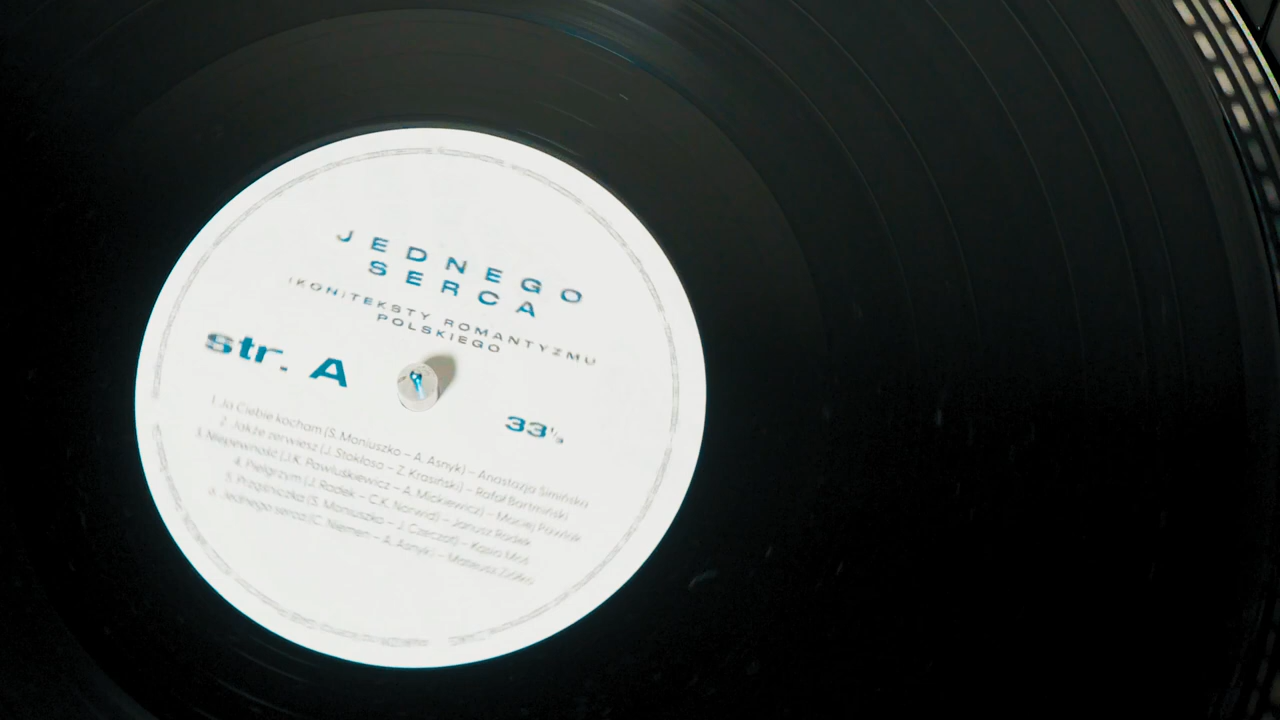 JEDNEGO
SERCA
(KON)TEKSTY ROMANTYZMU
POLSKIEGO
str. A
33⅓
1. Ja Ciebie kocham (S. Moniuszko – A. Asnyk) – Anastazja Simińska
2. Jakże zerwiesz (J. Stokłosa – Z. Krasiński) – Rafał Bartmiński
3. Niepewność (J.K. Pawluśkiewicz – A. Mickiewicz) – Maciej Pawlak
4. Pielgrzym (J. Radek – C.K. Norwid) – Janusz Radek
5. Prząśniczka (S. Moniuszko – J. Czeczot) – Kasia Moś
6. Jednego serca (C. Niemen – A. Asnyk) – Mateusz Ziółko